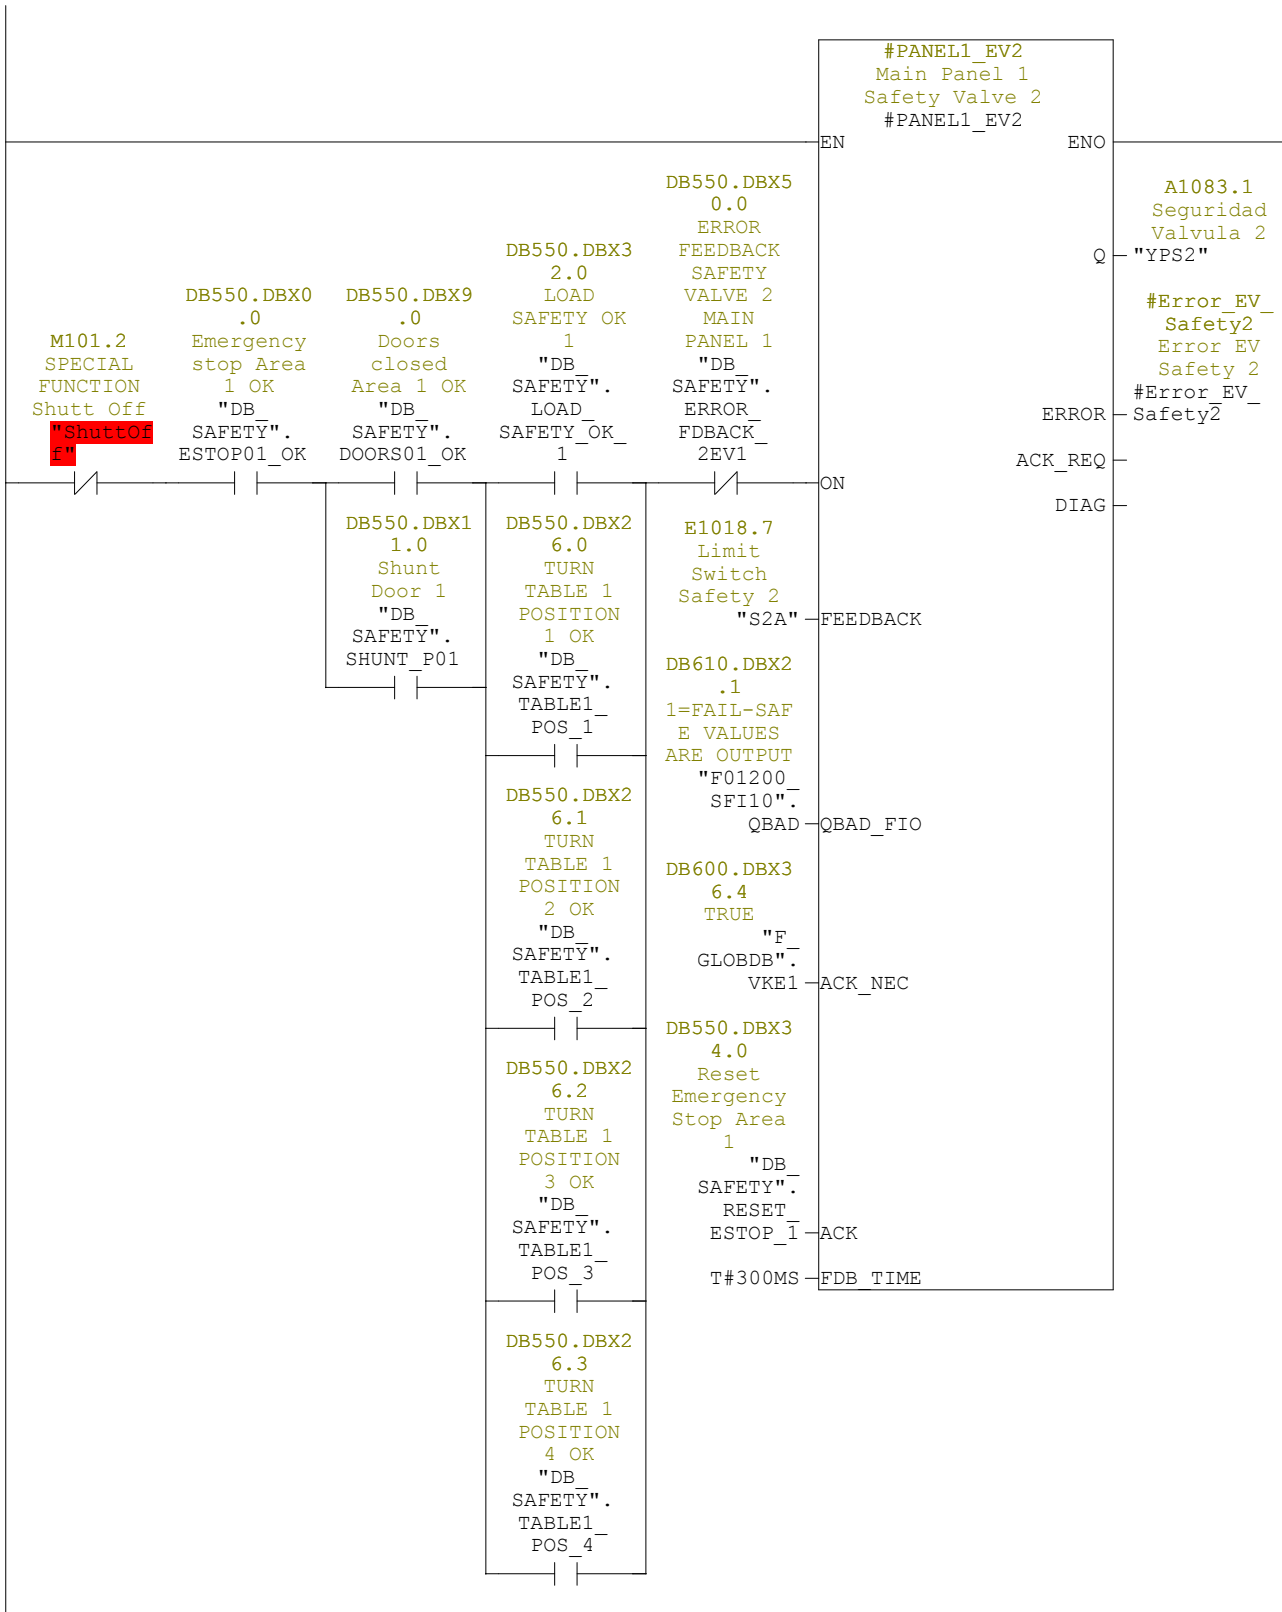 #PANEL1_EV2
Main Panel 1
Safety Valve 2
#PANEL1_EV2
EN
ENO
M101.2
SPECIAL
FUNCTION
Shutt Off
"ShuttOf
f"
DB550.DBX0
.0
Emergency
stop Area
1 OK
"DB_
SAFETY".
ESTOP01_OK
DB550.DBX9
.0
Doors
closed
Area 1 OK
"DB_
SAFETY".
DOORS01_OK
DB550.DBX3
2.0
LOAD
SAFETY OK
1
"DB_
SAFETY".
LOAD_
SAFETY_OK_
1
DB550.DBX5
0.0
ERROR
FEEDBACK
SAFETY
VALVE 2
MAIN
PANEL 1
"DB_
SAFETY".
ERROR_
FDBACK_
2EV1
ON
A1083.1
Seguridad
Valvula 2
Q
"YPS2"
#Error_EV_
Safety2
Error EV
Safety 2
#Error_EV_
Safety2
ERROR
ACK_REQ
DIAG
DB550.DBX1
1.0
Shunt
Door 1
"DB_
SAFETY".
SHUNT_P01
DB550.DBX2
6.0
TURN
TABLE 1
POSITION
1 OK
"DB_
SAFETY".
TABLE1_
POS_1
E1018.7
Limit
Switch
Safety 2
"S2A"
FEEDBACK
DB610.DBX2
.1
1=FAIL-SAF
E VALUES
ARE OUTPUT
"F01200_
SFI10".
QBAD
QBAD_FIO
DB550.DBX2
6.1
TURN
TABLE 1
POSITION
2 OK
"DB_
SAFETY".
TABLE1_
POS_2
DB600.DBX3
6.4
TRUE
"F_
GLOBDB".
VKE1
ACK_NEC
DB550.DBX2
6.2
TURN
TABLE 1
POSITION
3 OK
"DB_
SAFETY".
TABLE1_
POS_3
DB550.DBX3
4.0
Reset
Emergency
Stop Area
1
"DB_
SAFETY".
RESET_
ESTOP_1
ACK
T#300MS
FDB_TIME
DB550.DBX2
6.3
TURN
TABLE 1
POSITION
4 OK
"DB_
SAFETY".
TABLE1_
POS_4